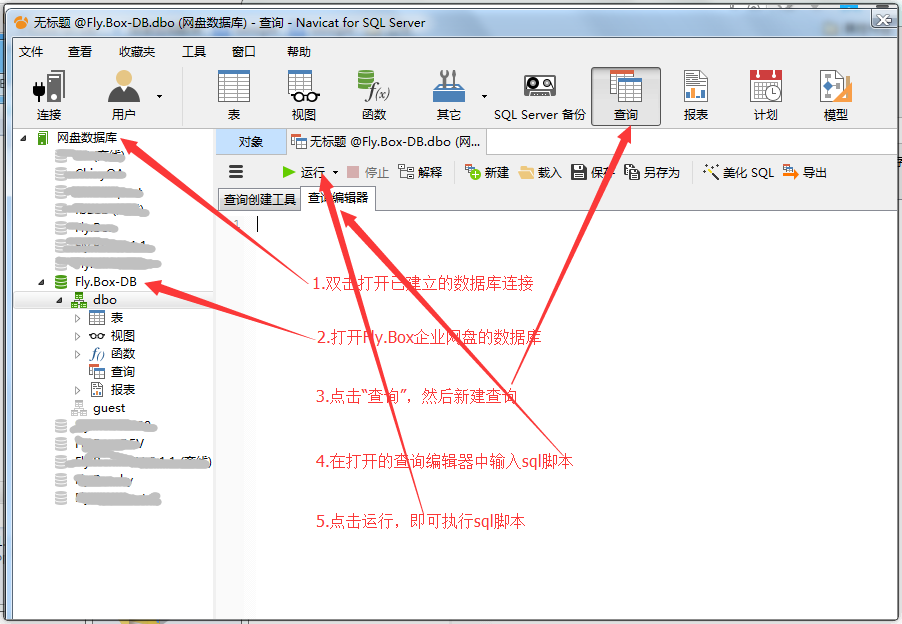 无标题 @Fly.Box-DB.dbo (网盘数据库) - 查询 - Navicat for SQL Server
文件 查看 收藏夹 工具 窗口 帮助
连接 用户 表 视图 函数 其它 SQL Server 备份 查询 报表 计划 模型
网盘数据库
对象 无标题 @Fly.Box-DB.dbo (网...
运行 停止 解释 新建 载入 保存 另存为 美化 SQL 导出
查询创建工具 查询编辑器
1
Fly.Box-DB
dbo
表
视图
函数
查询
报表
guest
1.双击打开已建立的数据库连接
2.打开Fly.Box企业网盘的数据库
3.点击“查询”，然后新建查询
4.在打开的查询编辑器中输入sql脚本
5.点击运行，即可执行sql脚本